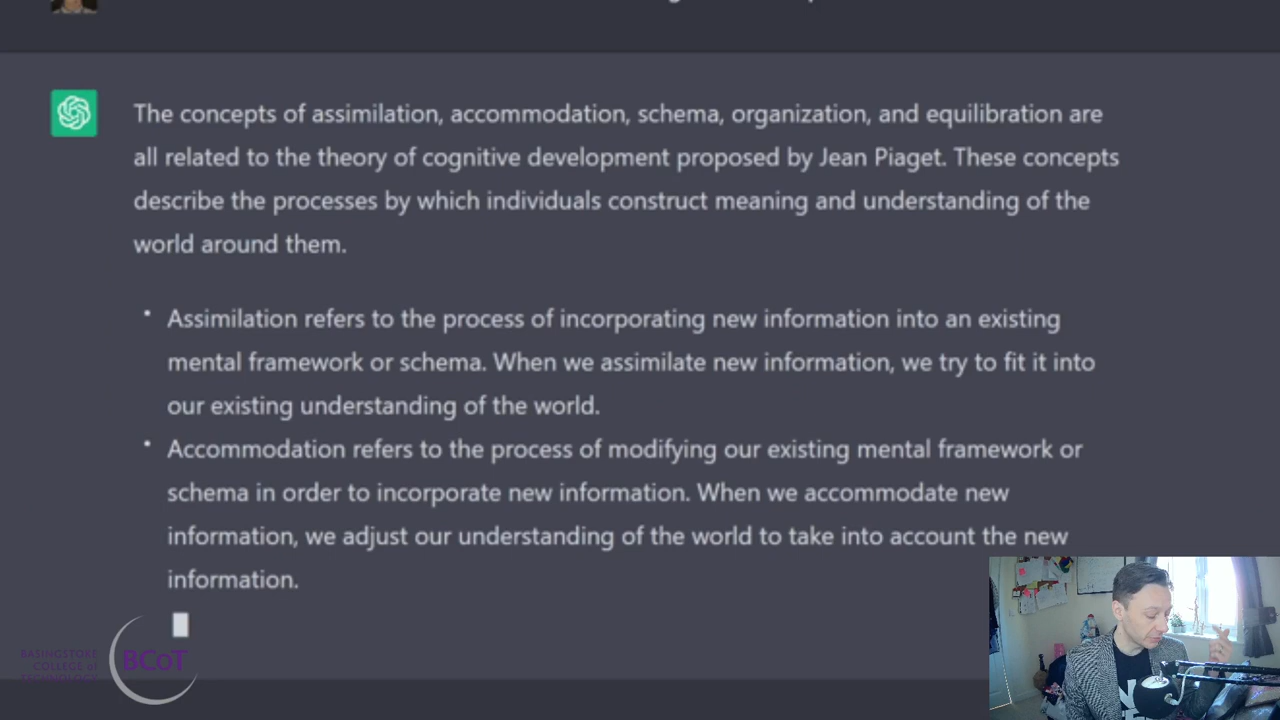 The concepts of assimilation, accommodation, schema, organization, and equilibration are
all related to the theory of cognitive development proposed by Jean Piaget. These concepts
describe the processes by which individuals construct meaning and understanding of the
world around them.
• Assimilation refers to the process of incorporating new information into an existing
mental framework or schema. When we assimilate new information, we try to fit it into
our existing understanding of the world.
• Accommodation refers to the process of modifying our existing mental framework or
schema in order to incorporate new information. When we accommodate new
information, we adjust our understanding of the world to take into account the new
information.
BASINGSTOKE
COLLEGE of
TECHNOLOGY
BCoT